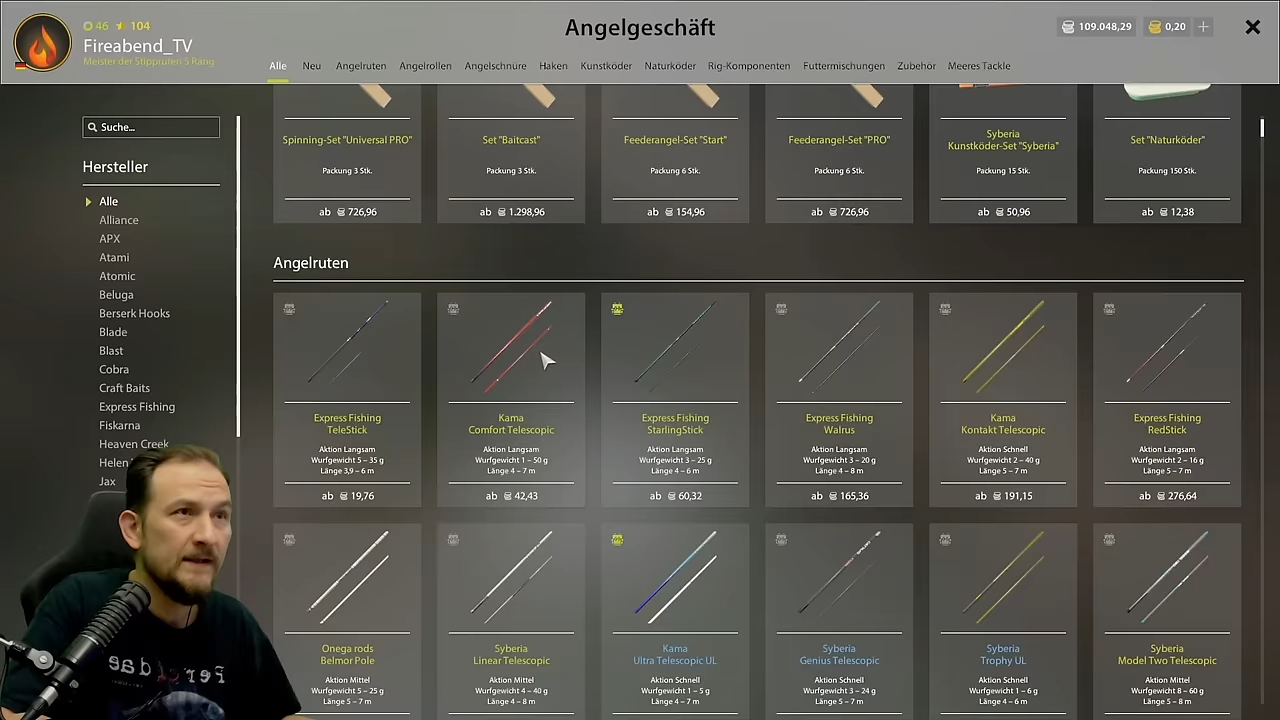 46 104
Fireabend_TV
Meister der Stippruten 5 Rang
Angelgeschäft
109.048,29
0,20
Alle Neu Angelruten Angelrollen Angelschnüre Haken Kunstköder Naturköder Rig-Komponenten Futtermischungen Zubehör Meeres Tackle
Suche...
Hersteller
Alle
Alliance
APX
Atami
Atomic
Beluga
Berserk Hooks
Blade
Blast
Cobra
Craft Baits
Express Fishing
Fiskarna
Heaven Creek
Jax
Spinning-Set "Universal PRO"
Packung 3 Stk.
ab 726,96
Set "Baitcast"
Packung 3 Stk.
ab 1.298,96
Feederangel-Set "Start"
Packung 6 Stk.
ab 154,96
Feederangel-Set "PRO"
Packung 6 Stk.
ab 726,96
Syberia
Kunstköder-Set "Syberia"
Packung 15 Stk.
ab 50,96
Set "Naturköder"
Packung 150 Stk.
ab 12,38
Angelruten
Express Fishing
TeleStick
Aktion Langsam
Wurfgewicht 5 – 35 g
Länge 3,9 – 6 m
ab 19,76
Kama
Comfort Telescopic
Aktion Langsam
Wurfgewicht 1 – 50 g
Länge 4 – 7 m
ab 42,43
Express Fishing
StarlingStick
Aktion Langsam
Wurfgewicht 3 – 25 g
Länge 4 – 6 m
ab 60,32
Express Fishing
Walrus
Aktion Langsam
Wurfgewicht 3 – 20 g
Länge 4 – 8 m
ab 165,36
Kama
Kontakt Telescopic
Aktion Schnell
Wurfgewicht 2 – 40 g
Länge 5 – 7 m
ab 191,15
Express Fishing
RedStick
Aktion Langsam
Wurfgewicht 2 – 16 g
Länge 5 – 7 m
ab 276,64
Onega rods
Belmor Pole
Aktion Mittel
Wurfgewicht 5 – 25 g
Länge 5 – 7 m
Syberia
Linear Telescopic
Aktion Mittel
Wurfgewicht 4 – 40 g
Länge 4 – 8 m
Kama
Ultra Telescopic UL
Aktion Schnell
Wurfgewicht 1 – 5 g
Länge 4 – 7 m
Syberia
Genius Telescopic
Aktion Schnell
Wurfgewicht 3 – 24 g
Länge 5 – 7 m
Syberia
Trophy UL
Aktion Schnell
Wurfgewicht 1 – 6 g
Länge 4 – 6 m
Syberia
Model Two Telescopic
Aktion Mittel
Wurfgewicht 8 – 60 g
Länge 5 – 8 m